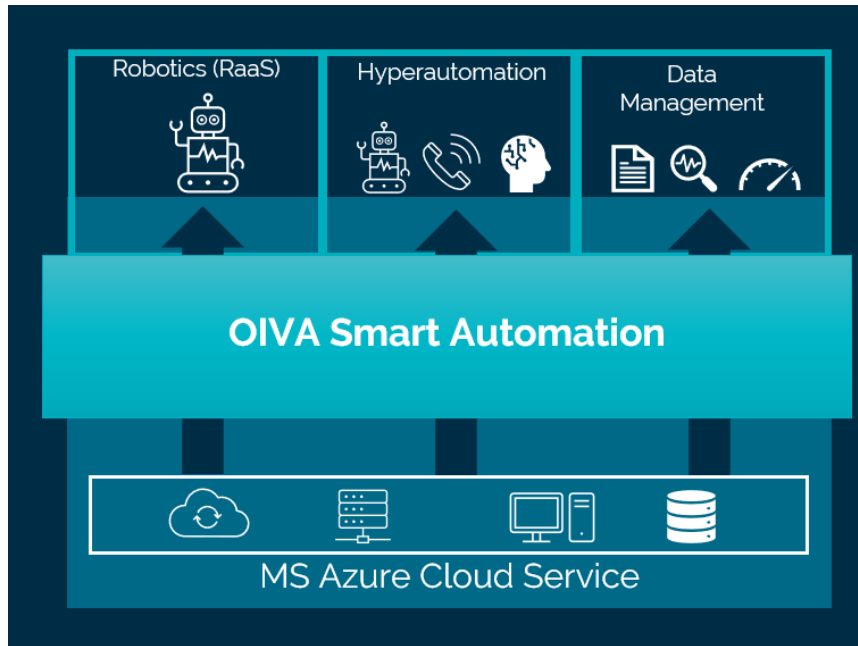 Robotics (RaaS)
Hyperautomation
Data
Management
OIVA Smart Automation
MS Azure Cloud Service